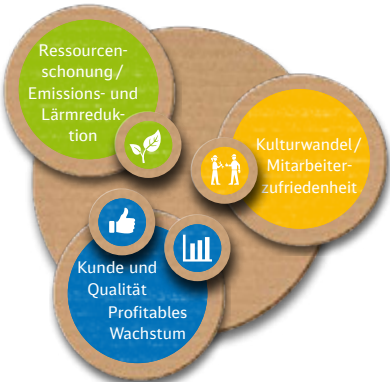 Ressourcen-
schonung/
Emissions- und
Lärmreduk-
tion
Kulturwandel/
Mitarbeiter-
zufriedenheit
Kunde und
Qualität
Profitables
Wachstum